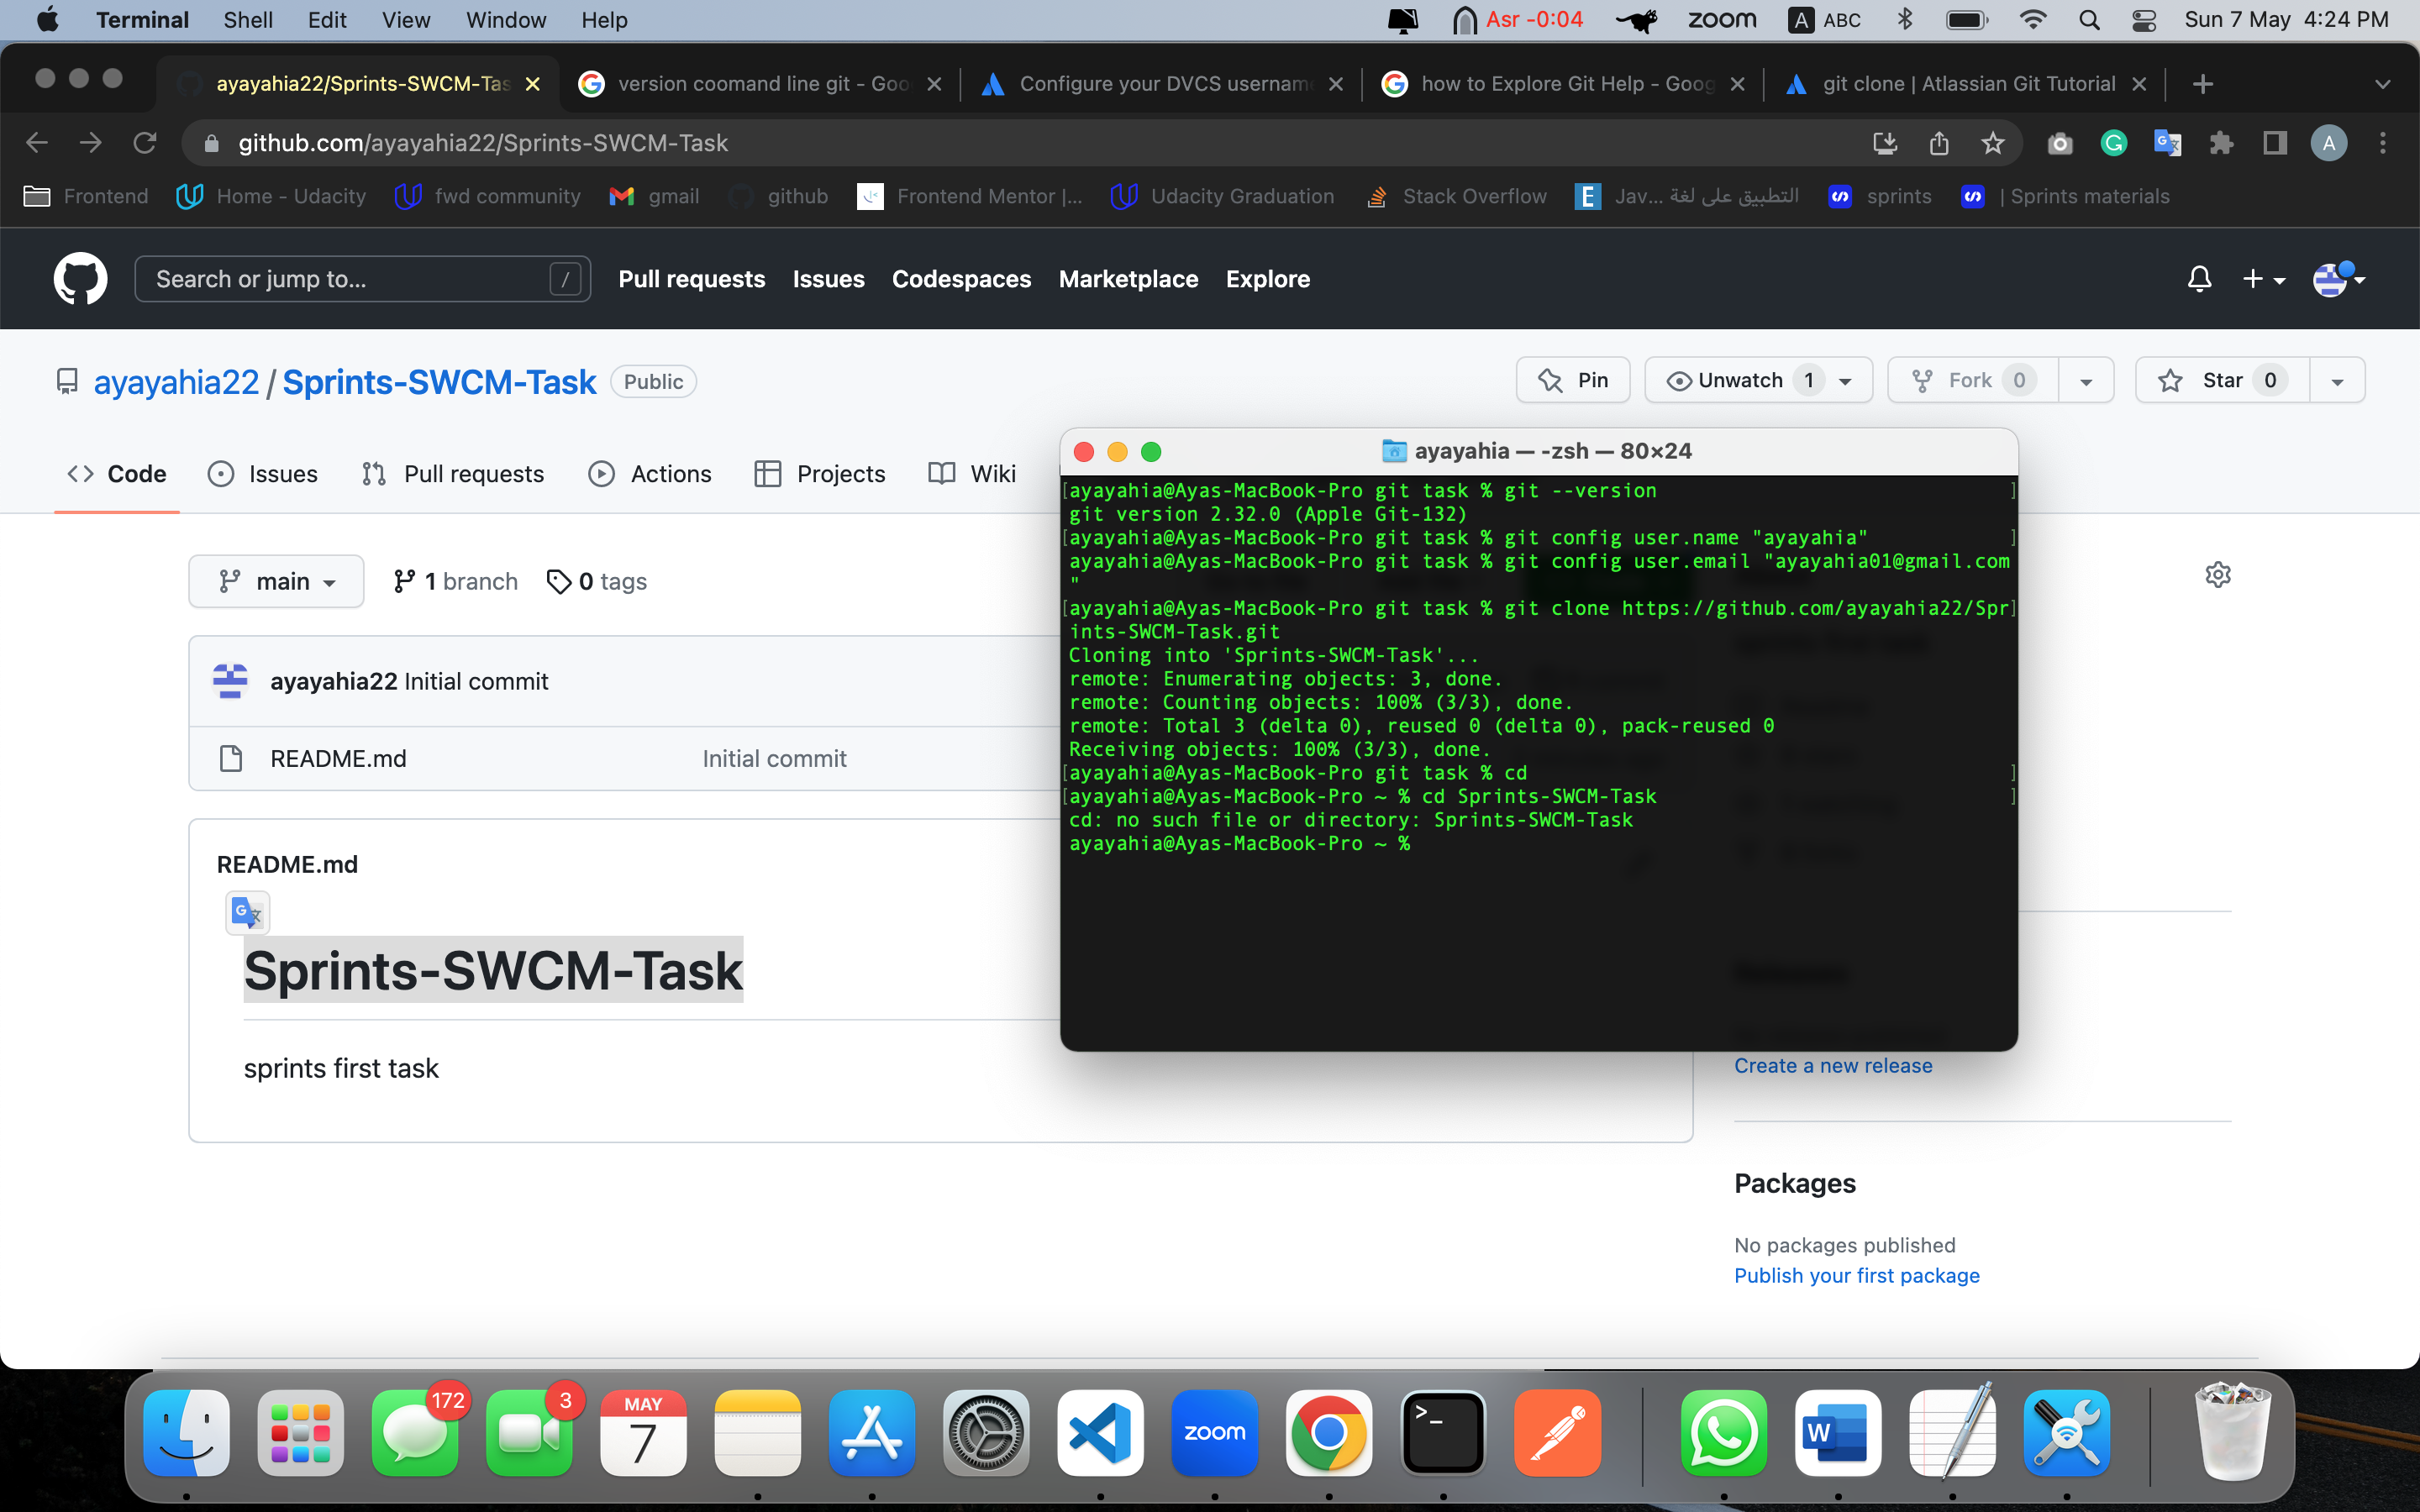 Terminal Shell Edit View Window Help
Asr -0:04 zoom A ABC Sun 7 May 4:24 PM
ayayahia22/Sprints-SWCM-Tas
version coomand line git - Goo
Configure your DVCS usernam
how to Explore Git Help - Goog
git clone | Atlassian Git Tutorial
github.com/ayayahia22/Sprints-SWCM-Task
A
Frontend
Home - Udacity
fwd community
gmail
github
Frontend Mentor |...
Udacity Graduation
Stack Overflow
Jav... التطبيق على لغة
sprints
| Sprints materials
Search or jump to... /
Pull requests Issues Codespaces Marketplace Explore
ayayahia22 / Sprints-SWCM-Task Public
Pin
Unwatch 1
Fork 0
Star 0
Code Issues Pull requests Actions Projects Wiki
main
1 branch 0 tags
ayayahia22 Initial commit
README.md Initial commit
README.md
Sprints-SWCM-Task
sprints first task
ayayahia — -zsh — 80×24
[ayayahia@Ayas-MacBook-Pro git task % git --version ]
git version 2.32.0 (Apple Git-132)
[ayayahia@Ayas-MacBook-Pro git task % git config user.name "ayayahia" ]
ayayahia@Ayas-MacBook-Pro git task % git config user.email "ayayahia01@gmail.com
"
[ayayahia@Ayas-MacBook-Pro git task % git clone https://github.com/ayayahia22/Spr]
ints-SWCM-Task.git
Cloning into 'Sprints-SWCM-Task'...
remote: Enumerating objects: 3, done.
remote: Counting objects: 100% (3/3), done.
remote: Total 3 (delta 0), reused 0 (delta 0), pack-reused 0
Receiving objects: 100% (3/3), done.
[ayayahia@Ayas-MacBook-Pro git task % cd ]
[ayayahia@Ayas-MacBook-Pro ~ % cd Sprints-SWCM-Task ]
cd: no such file or directory: Sprints-SWCM-Task
ayayahia@Ayas-MacBook-Pro ~ %
Create a new release
Packages
No packages published
Publish your first package
172
3
MAY
7
zoom
>_
W